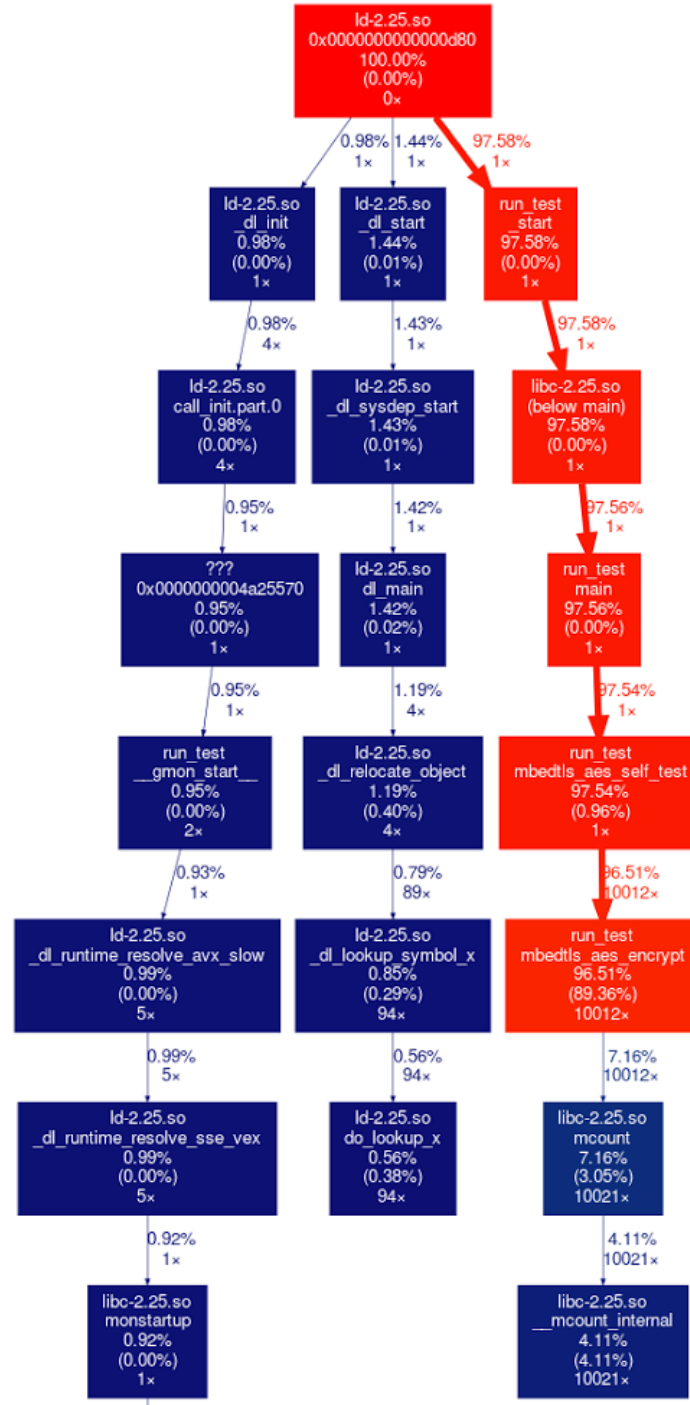 ld-2.25.so
0x0000000000000d80
100.00%
(0.00%)
0×
0.98%
1×
1.44%
1×
97.58%
1×
ld-2.25.so
_dl_init
0.98%
(0.00%)
1×
ld-2.25.so
_dl_start
1.44%
(0.01%)
1×
run_test
_start
97.58%
(0.00%)
1×
0.98%
4×
1.43%
1×
97.58%
1×
ld-2.25.so
call_init.part.0
0.98%
(0.00%)
4×
ld-2.25.so
_dl_sysdep_start
1.43%
(0.01%)
1×
libc-2.25.so
(below main)
97.58%
(0.00%)
1×
0.95%
1×
1.42%
1×
97.56%
1×
???
0x0000000004a25570
0.95%
(0.00%)
1×
ld-2.25.so
dl_main
1.42%
(0.02%)
1×
run_test
main
97.56%
(0.00%)
1×
0.95%
1×
1.19%
4×
97.54%
1×
run_test
__gmon_start__
0.95%
(0.00%)
2×
ld-2.25.so
_dl_relocate_object
1.19%
(0.40%)
4×
run_test
mbedtls_aes_self_test
97.54%
(0.96%)
1×
0.93%
1×
0.79%
89×
96.51%
10012×
ld-2.25.so
_dl_runtime_resolve_avx_slow
0.99%
(0.00%)
5×
ld-2.25.so
_dl_lookup_symbol_x
0.85%
(0.29%)
94×
run_test
mbedtls_aes_encrypt
96.51%
(89.36%)
10012×
0.99%
5×
0.56%
94×
7.16%
10012×
ld-2.25.so
_dl_runtime_resolve_sse_vex
0.99%
(0.00%)
5×
ld-2.25.so
do_lookup_x
0.56%
(0.38%)
94×
libc-2.25.so
mcount
7.16%
(3.05%)
10021×
0.92%
1×
4.11%
10021×
libc-2.25.so
monstartup
0.92%
(0.00%)
1×
libc-2.25.so
__mcount_internal
4.11%
(4.11%)
10021×